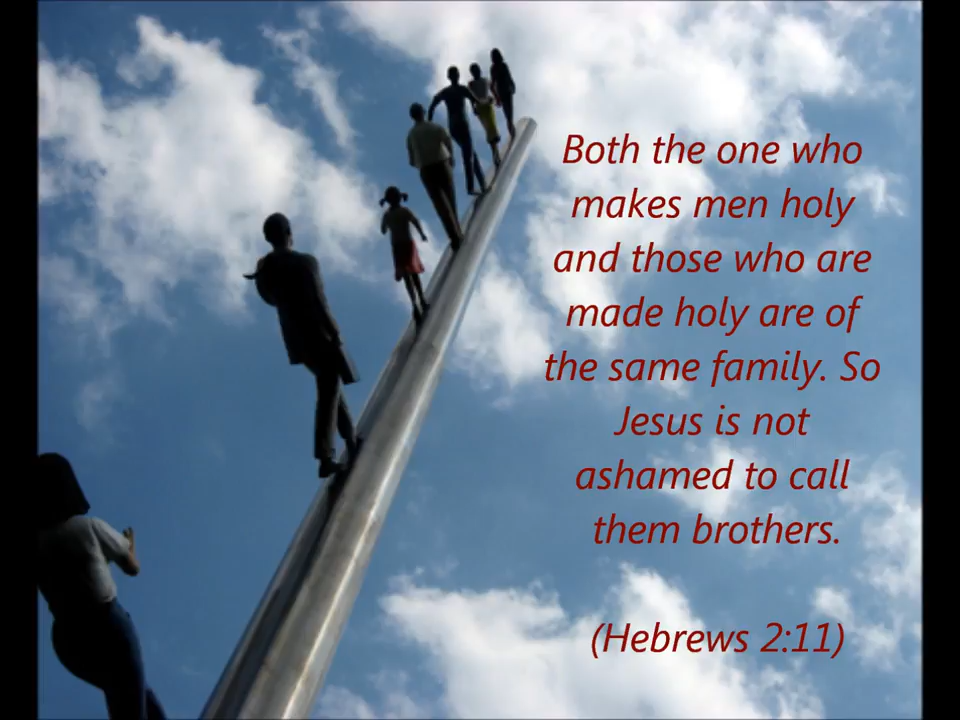 Both the one who
makes men holy
and those who are
made holy are of
the same family. So
Jesus is not
ashamed to call
them brothers.
(Hebrews 2:11)